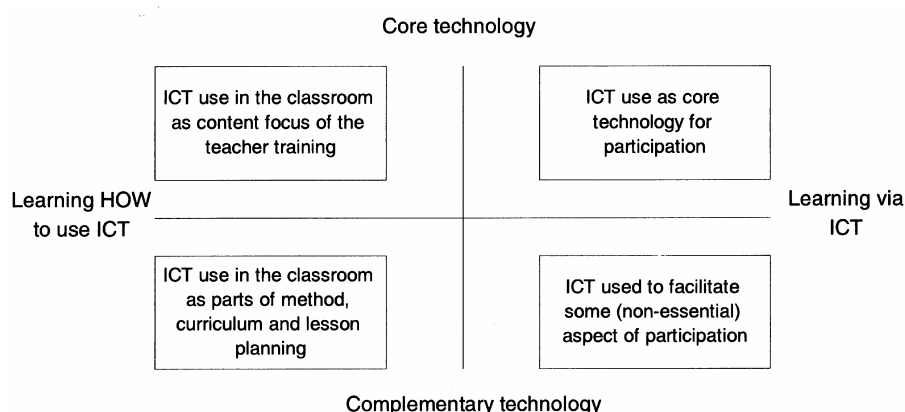 Core technology
ICT use in the classroom
as content focus of the
teacher training
ICT use as core
technology for
participation
Learning HOW
to use ICT
Learning via
ICT
ICT use in the classroom
as parts of method,
curriculum and lesson
planning
ICT used to facilitate
some (non-essential)
aspect of participation
Complementary technology